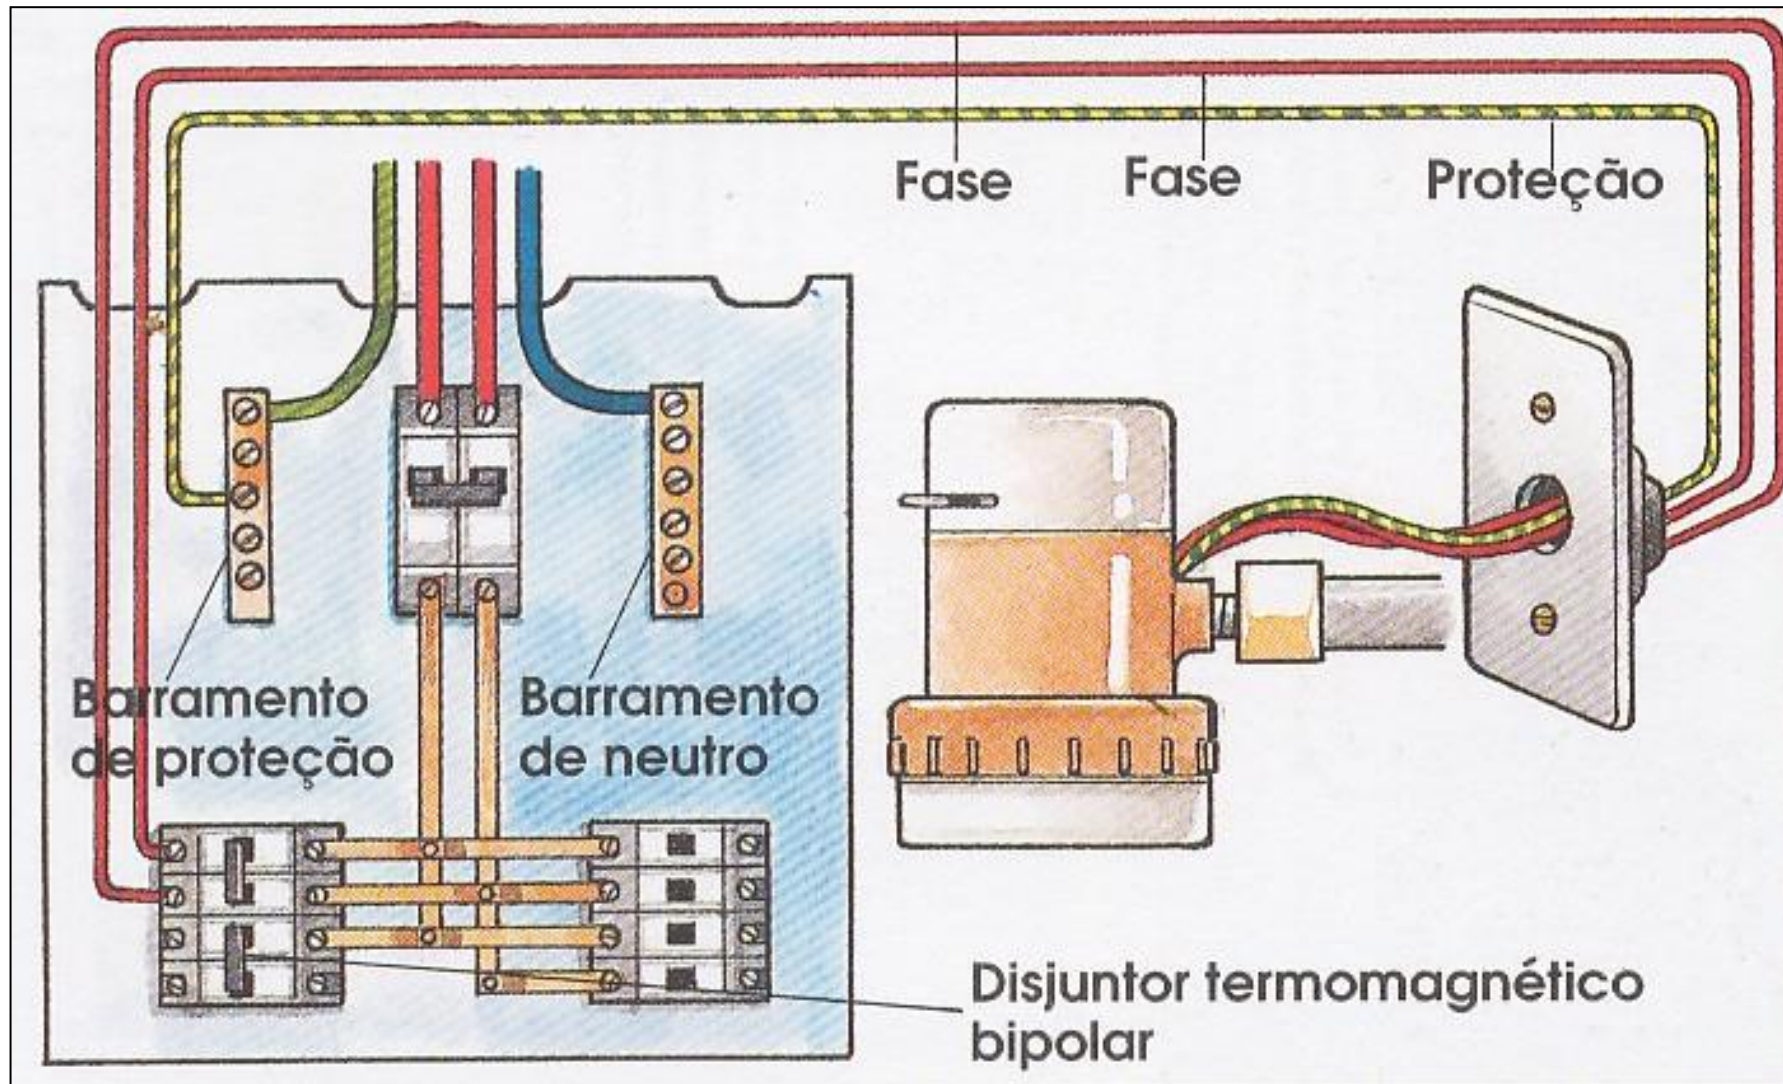 Fase
Fase
Proteção
Barramento
de proteção
Barramento
de neutro
Disjuntor termomagnético
bipolar